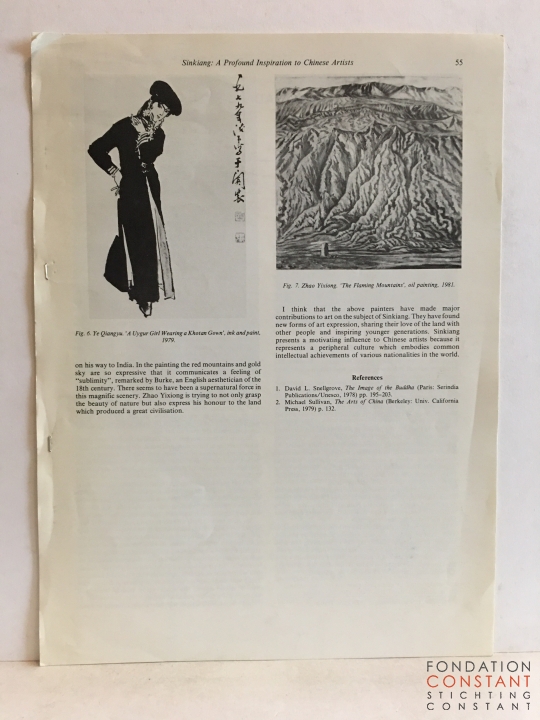 Sinkiang: A Profound Inspiration to Chinese Artists 55
Fig. 6. Ye Qiangyu. 'A Uygur Girl Wearing a Khotan Gown', ink and paint,
1979.
on his way to India. In the painting the red mountains and gold
sky are so expressive that it communicates a feeling of
"sublimity", remarked by Burke, an English aesthetician of the
18th century. There seems to have been a supernatural force in
this magnific scenery. Zhao Yixiong is trying to not only grasp
the beauty of nature but also express his honour to the land
which produced a great civilisation.
Fig. 7. Zhao Yixiong. 'The Flaming Mountains', oil painting, 1981.
I think that the above painters have made major
contributions to art on the subject of Sinkiang. They have found
new forms of art expression, sharing their love of the land with
other people and inspiring younger generations. Sinkiang
presents a motivating influence to Chinese artists because it
represents a peripheral culture which embodies common
intellectual achievements of various nationalities in the world.
References
1. David L. Snellgrove, The Image of the Buddha (Paris: Serindia
Publications/Unesco, 1978) pp. 195-203.
2. Michael Sullivan, The Arts of China (Berkeley: Univ. California
Press, 1979) p. 132.
FONDATION
CONSTANT
STICHTING
CONSTANT